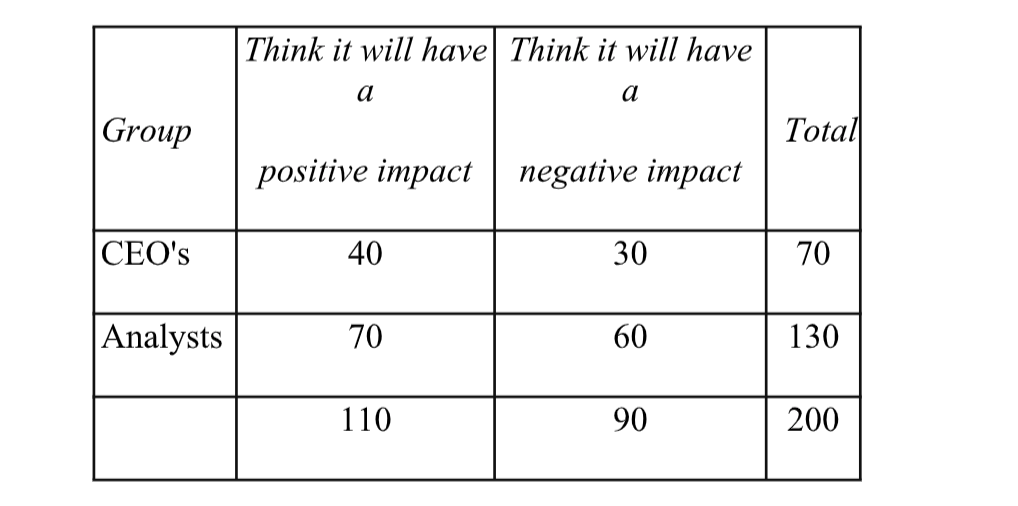 Think it will have Think it will have
a a
Group Total
positive impact negative impact
CEO's 40 30 70
Analysts 70 60 130
110 90 200